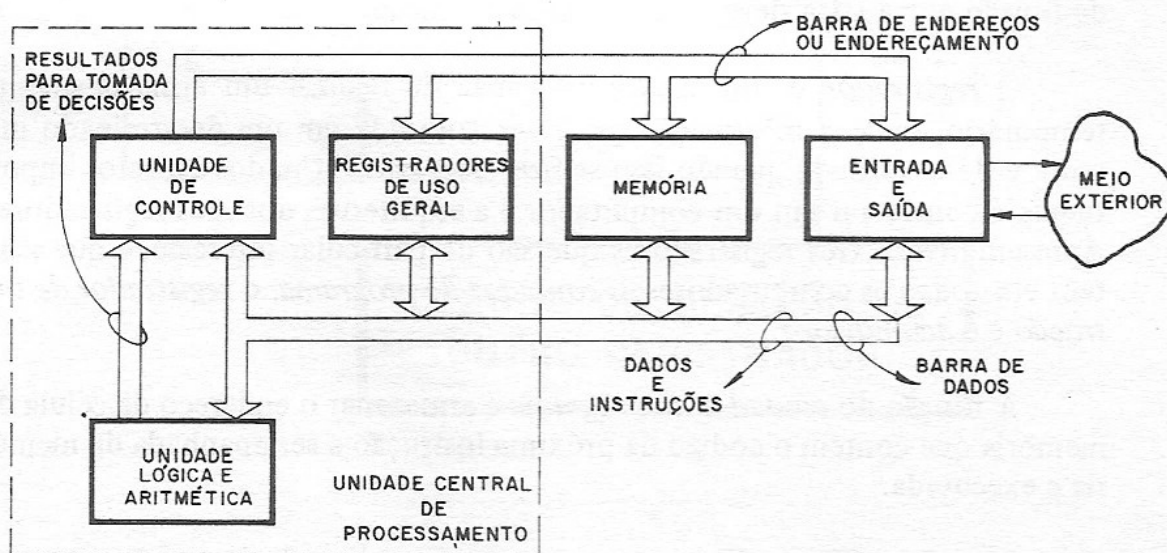 BARRA DE ENDEREÇOS
OU ENDEREÇAMENTO
RESULTADOS
PARA TOMADA
DE DECISÕES
UNIDADE
DE
CONTROLE
REGISTRADORES
DE USO
GERAL
MEMÓRIA
ENTRADA
E
SAÍDA
MEIO
EXTERIOR
DADOS
E
INSTRUÇÕES
BARRA DE
DADOS
UNIDADE
LÓGICA E
ARITMÉTICA
UNIDADE CENTRAL
DE
PROCESSAMENTO